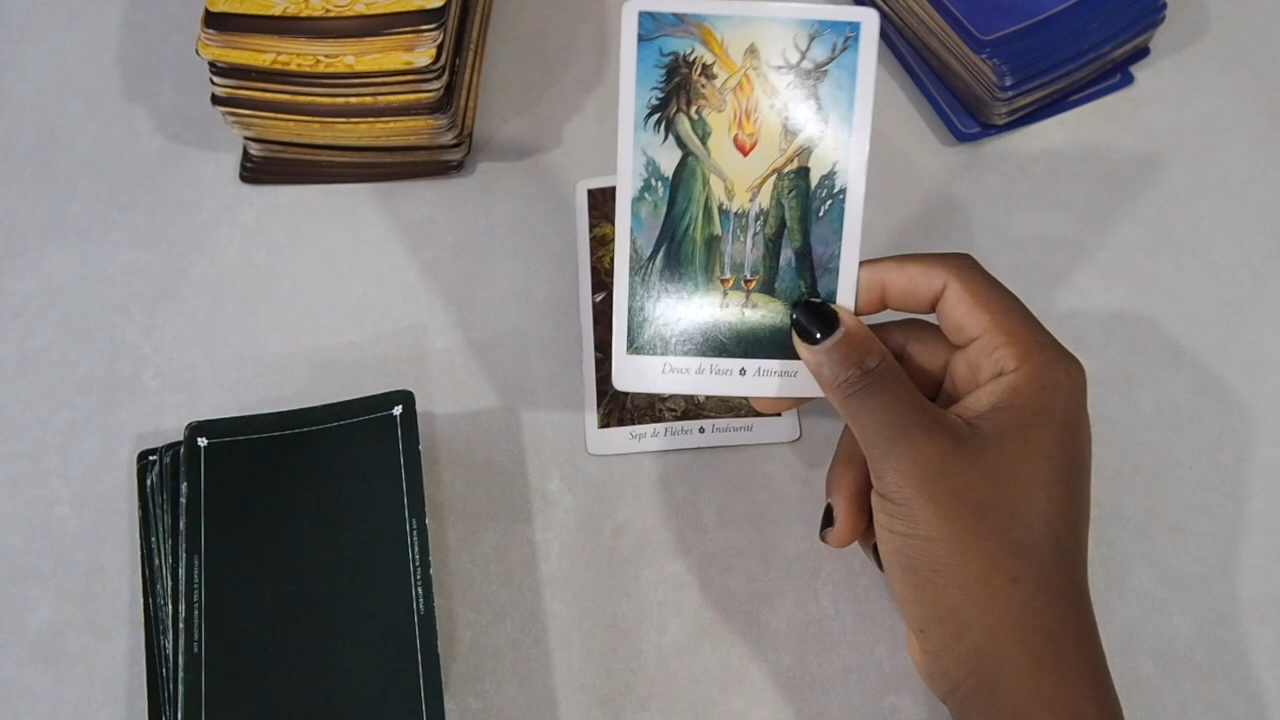 Deux de Vases ✿ Attirance
Sept de Flèches ✿ Insécurité